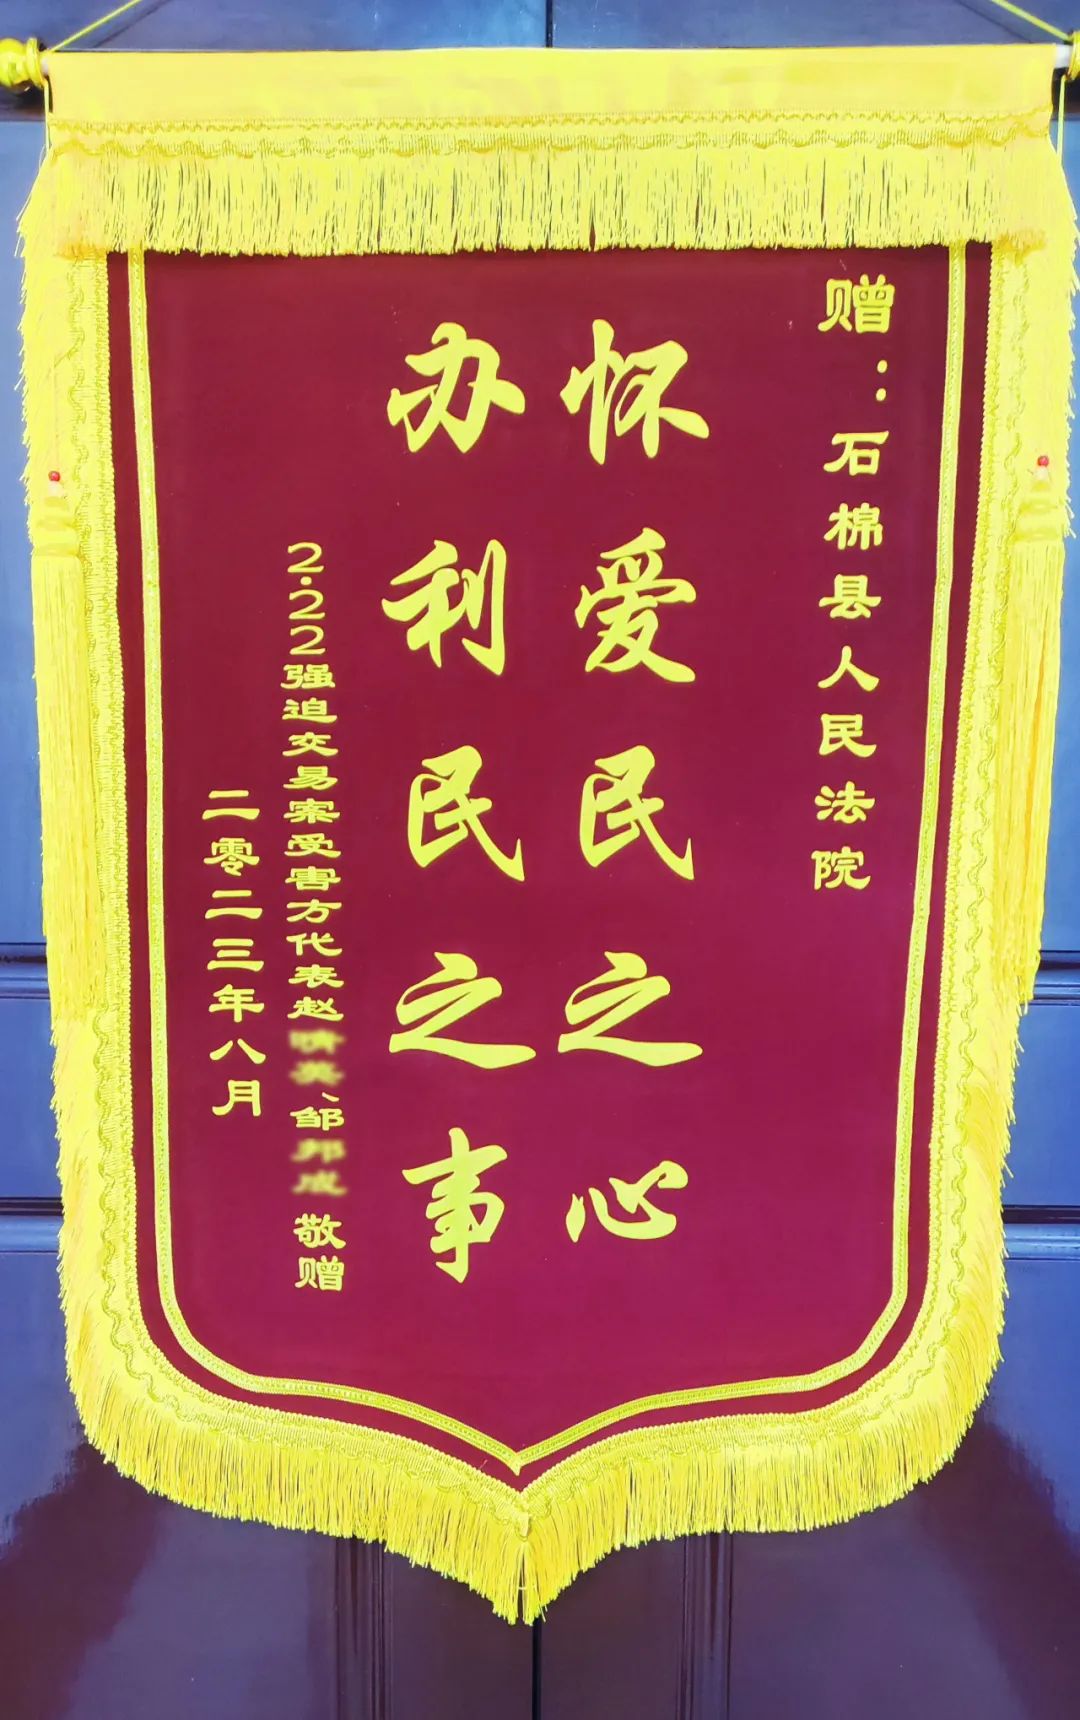 赠：石棉县人民法院
怀爱民之心
办利民之事
2.22强迫交易案受害方代表赵、邹 敬赠
二零二三年八月